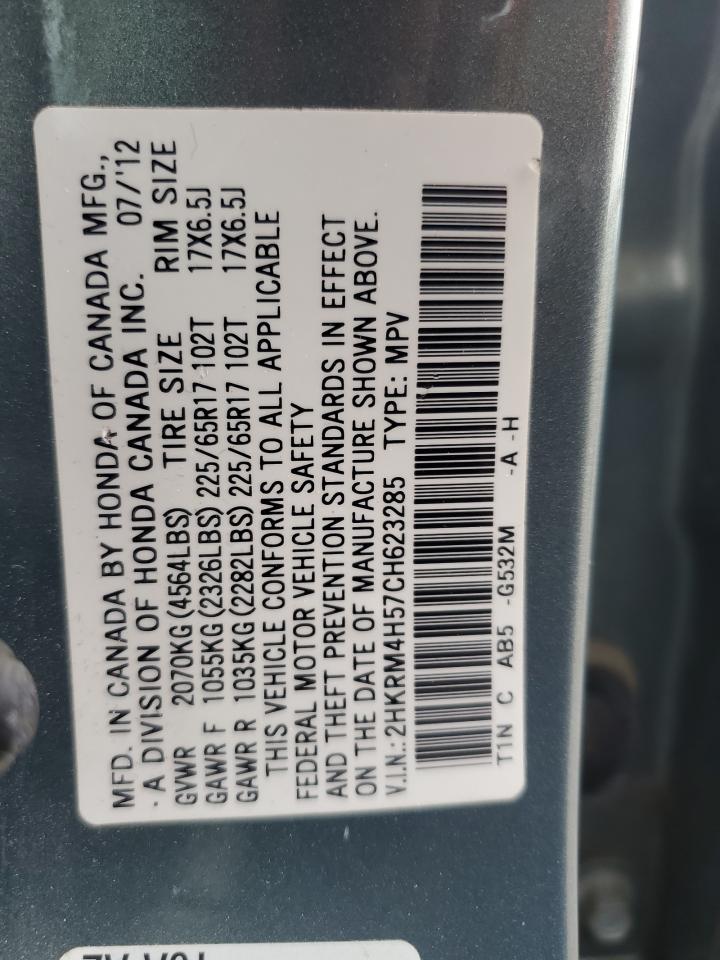 MFD. IN CANADA BY HONDA OF CANADA MFG.,
A DIVISION OF HONDA CANADA INC. 07/'12
GVWR 2070KG (4564LBS) TIRE SIZE RIM SIZE
GAWR F 1055KG (2326LBS) 225/65R17 102T 17X6.5J
GAWR R 1035KG (2282LBS) 225/65R17 102T 17X6.5J
THIS VEHICLE CONFORMS TO ALL APPLICABLE
FEDERAL MOTOR VEHICLE SAFETY
AND THEFT PREVENTION STANDARDS IN EFFECT
ON THE DATE OF MANUFACTURE SHOWN ABOVE.
V.I.N.: 2HKRM4H57CH623285 TYPE: MPV
T1N C AB5 -G532M -A -H